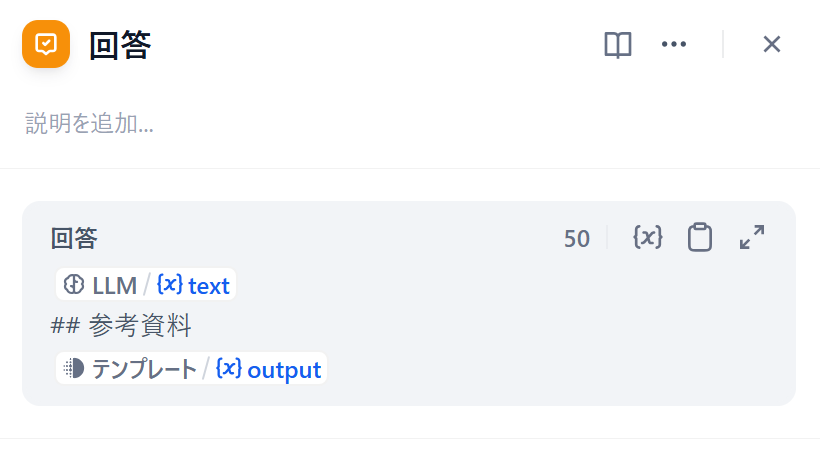 回答
説明を追加...
回答 50 {x}
LLM / {x} text
## 参考資料
テンプレート / {x} output